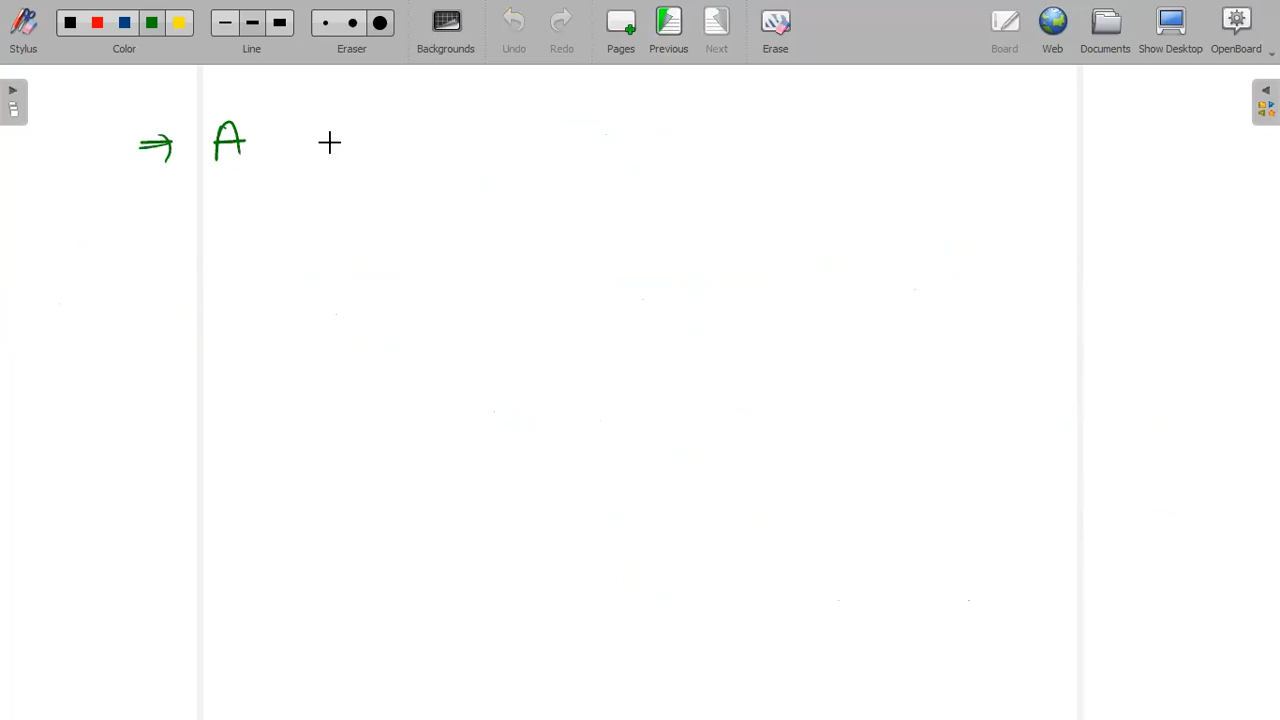 Stylus Color Line Eraser Backgrounds Undo Redo Pages Previous Next Erase Board Web Documents Show Desktop OpenBoard
⇒ A